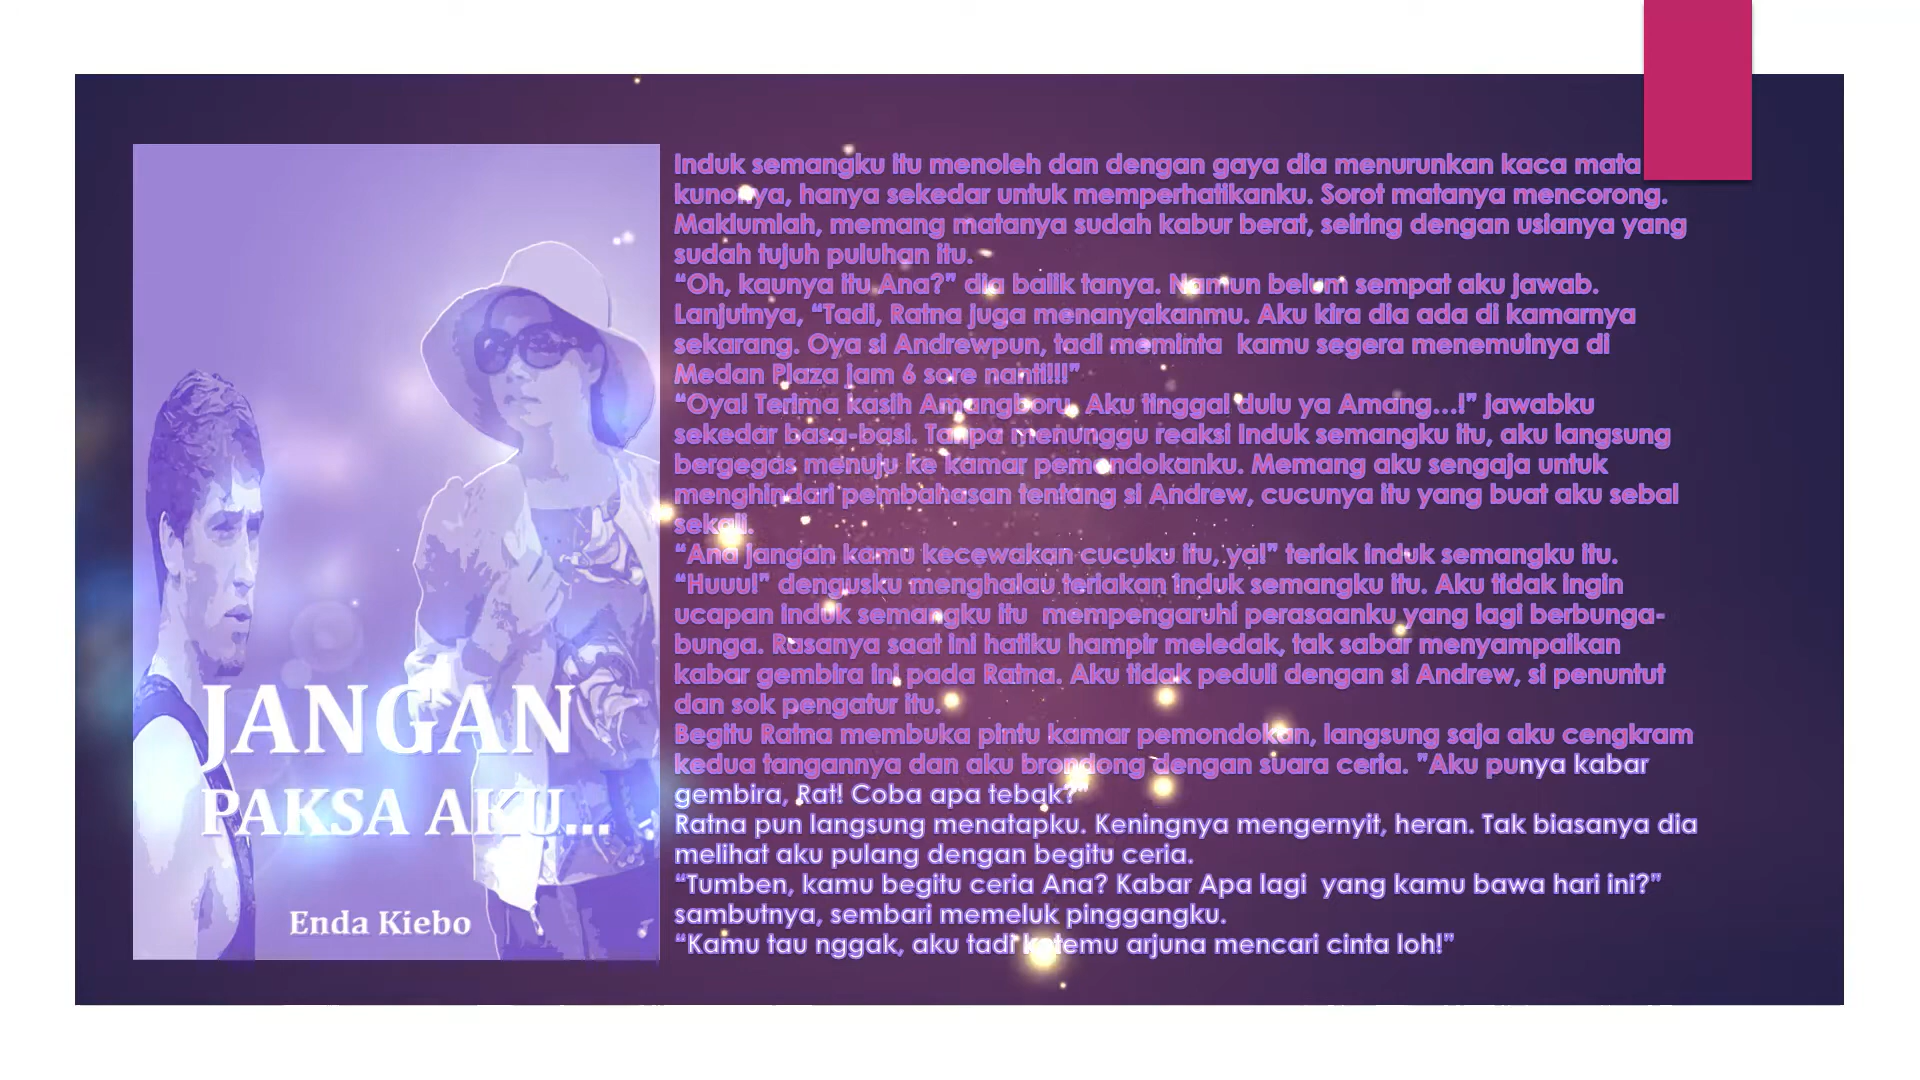 JANGAN
PAKSA AKU...
Enda Kiebo
Induk semangku itu menoleh dan dengan gaya dia menurunkan kaca mata
kunonya, hanya sekedar untuk memperhatikanku. Sorot matanya mencorong.
Maklumlah, memang matanya sudah kabur berat, seiring dengan usianya yang
sudah tujuh puluhan itu.
“Oh, kaunya itu Ana?” dia balik tanya. Namun belum sempat aku jawab.
Lanjutnya, “Tadi, Ratna juga menanyakanmu. Aku kira dia ada di kamarnya
sekarang. Oya si Andrewpun, tadi meminta  kamu segera menemuinya di
Medan Plaza jam 6 sore nanti!!!”
“Oya! Terima kasih Amangboru. Aku tinggal dulu ya Amang...!” jawabku
sekedar basa-basi. Tanpa menunggu reaksi induk semangku itu, aku langsung
bergegas menuju ke kamar pemondokanku. Memang aku sengaja untuk
menghindari pembahasan tentang si Andrew, cucunya itu yang buat aku sebal
sekali.
“Ana jangan kamu kecewakan cucuku itu, ya!” teriak induk semangku itu.
“Huuu!” dengusku menghalau teriakan induk semangku itu. Aku tidak ingin
ucapan induk semangku itu  mempengaruhi perasaanku yang lagi berbunga-
bunga. Rasanya saat ini hatiku hampir meledak, tak sabar menyampaikan
kabar gembira ini pada Ratna. Aku tidak peduli dengan si Andrew, si penuntut
dan sok pengatur itu.
Begitu Ratna membuka pintu kamar pemondokan, langsung saja aku cengkram
kedua tangannya dan aku brondong dengan suara ceria. "Aku punya kabar
gembira, Rat! Coba apa tebak?”
Ratna pun langsung menatapku. Keningnya mengernyit, heran. Tak biasanya dia
melihat aku pulang dengan begitu ceria.
“Tumben, kamu begitu ceria Ana? Kabar Apa lagi  yang kamu bawa hari ini?”
sambutnya, sembari memeluk pinggangku.
“Kamu tau nggak, aku tadi ketemu arjuna mencari cinta loh!”